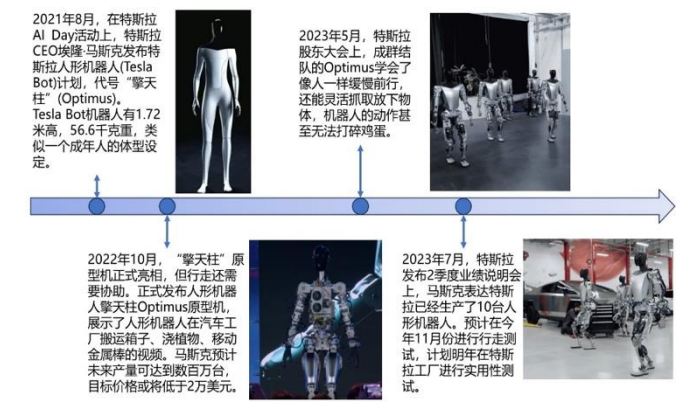 2021年8月，在特斯拉
AI Day活动上，特斯拉
CEO埃隆·马斯克发布特
斯拉人形机器人(Tesla
Bot)计划，代号“擎天
柱”(Optimus)。
Tesla Bot机器人有1.72
米高，56.6千克重，类
似一个成年人的体型设
定。
2023年5月，特斯拉
股东大会上，成群结
队的Optimus学会了
像人一样缓慢前行，
还能灵活抓取放下物
体，机器人的动作甚
至无法打碎鸡蛋。
2022年10月，“擎天柱”原
型机正式亮相，但行走还需
要协助。正式发布人形机器
人擎天柱Optimus原型机，
展示了人形机器人在汽车工
厂搬运箱子、浇植物、移动
金属棒的视频。马斯克预计
未来产量可达到数百万台，
目标价格或将低于2万美元。
2023年7月，特斯拉
发布2季度业绩说明会
上，马斯克表达特斯
拉已经生产了10台人
形机器人。预计在今
年11月份进行行走测
试，计划明年在特斯
拉工厂进行实用性测
试。